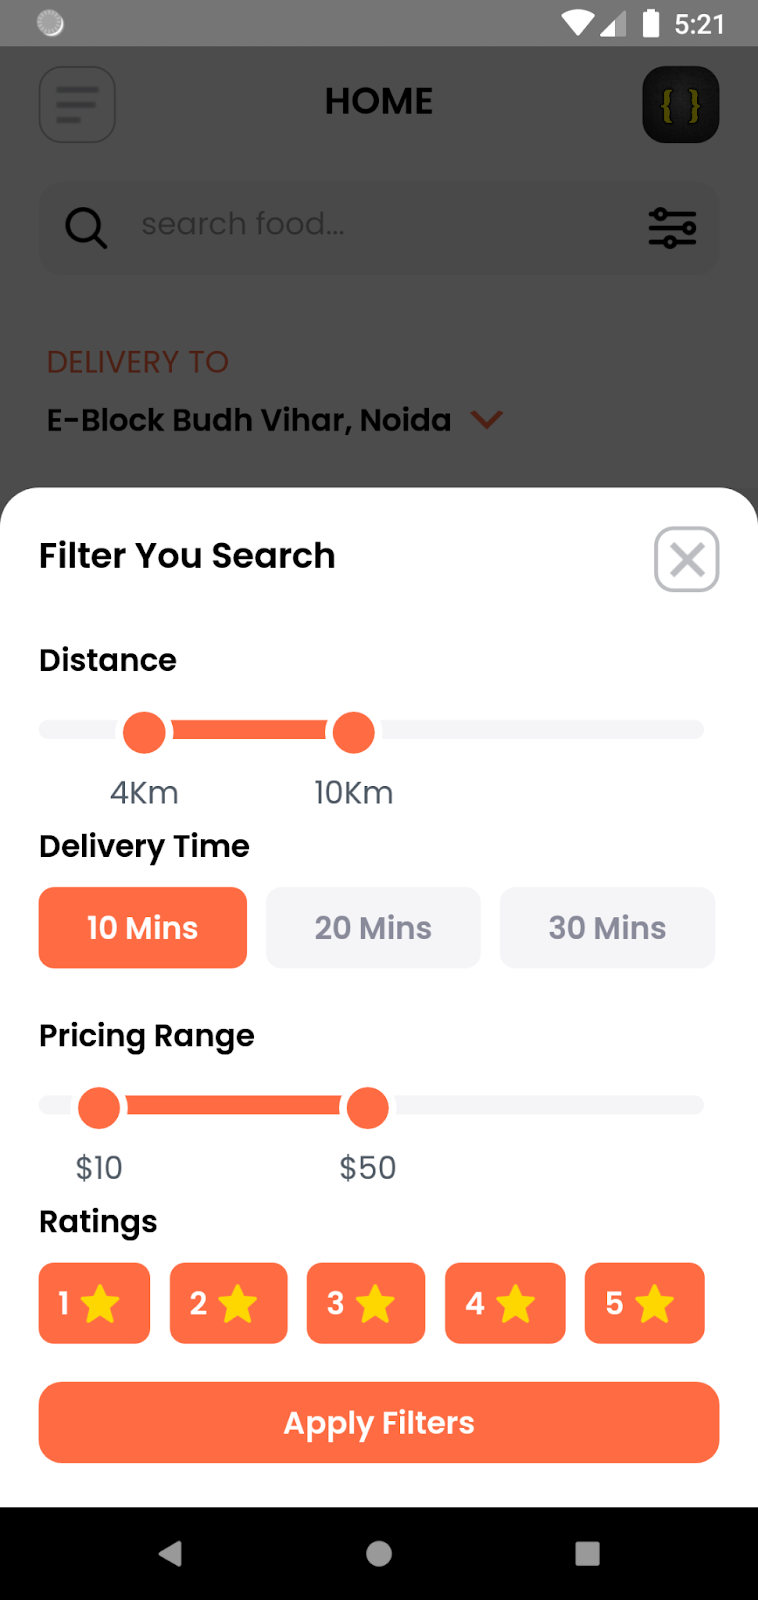 5:21
HOME
{ }
search food...
DELIVERY TO
E-Block Budh Vihar, Noida
Filter You Search
Distance
4Km 10Km
Delivery Time
10 Mins 20 Mins 30 Mins
Pricing Range
$10 $50
Ratings
1 2 3 4 5
Apply Filters